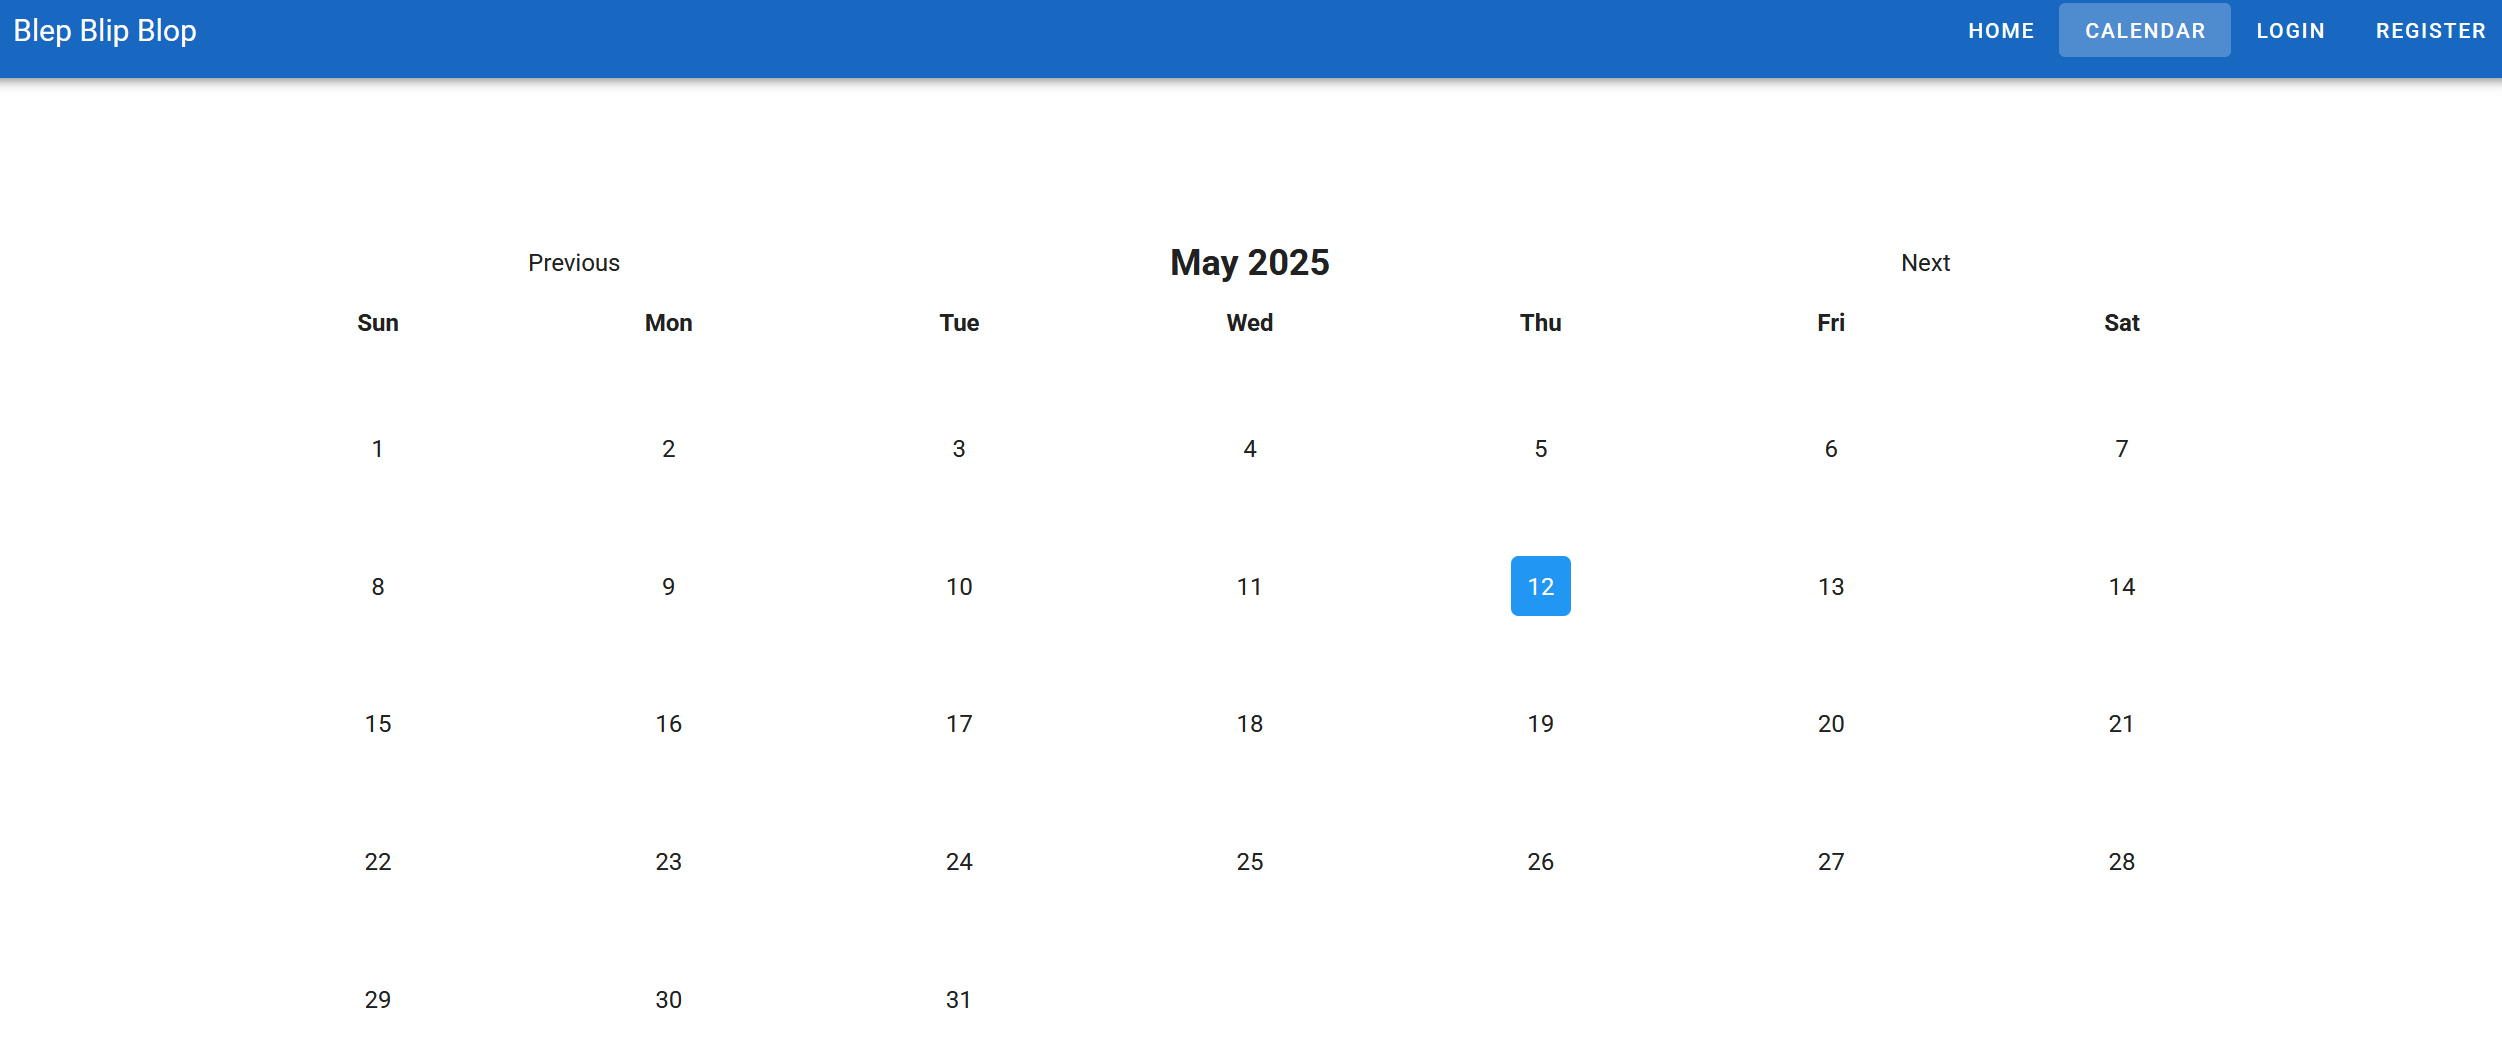 Blep Blip Blop HOME CALENDAR LOGIN REGISTER
Previous May 2025 Next
Sun Mon Tue Wed Thu Fri Sat
1 2 3 4 5 6 7
8 9 10 11 12 13 14
15 16 17 18 19 20 21
22 23 24 25 26 27 28
29 30 31